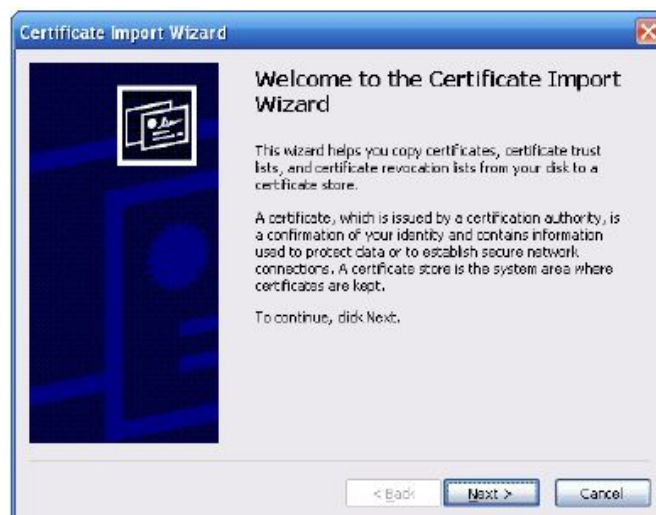 Certificate Import Wizard
Welcome to the Certificate Import
Wizard
This wizard helps you copy certificates, certificate trust
lists, and certificate revocation lists from your disk to a
certificate store.
A certificate, which is issued by a certification authority, is
a confirmation of your identity and contains information
used to protect data or to establish secure network
connections. A certificate store is the system area where
certificates are kept.
To continue, click Next.
< Back
Next >
Cancel